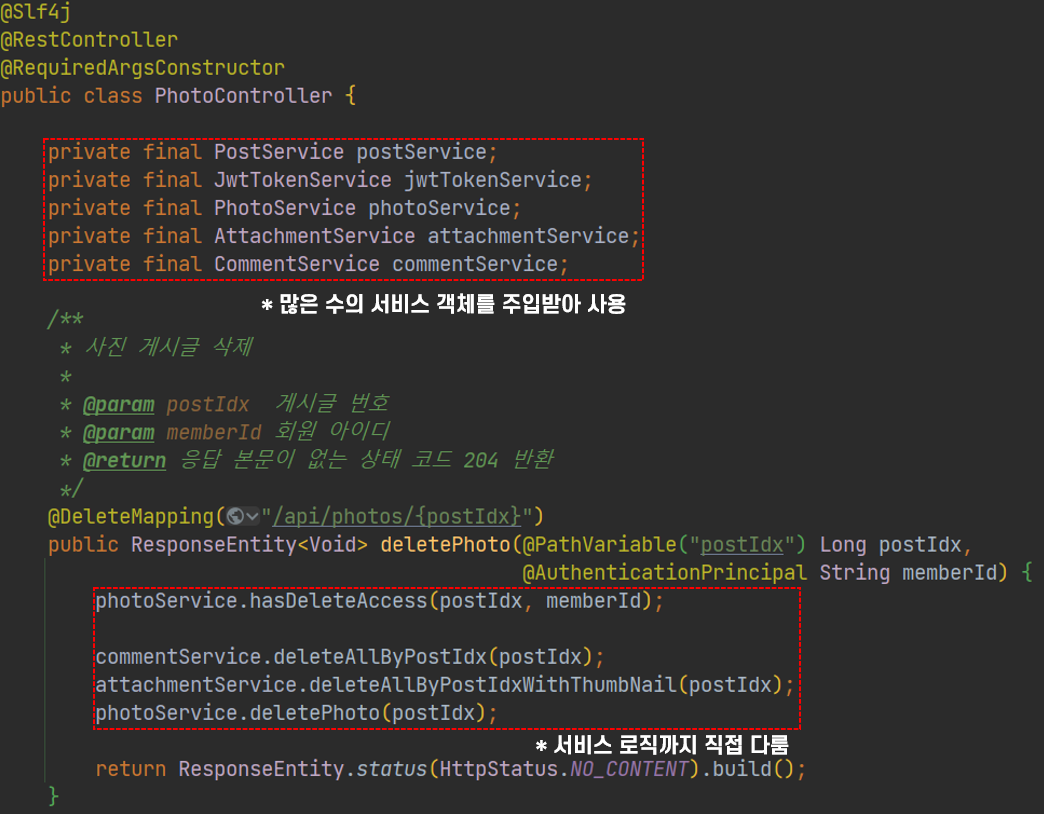 @Slf4j
@RestController
@RequiredArgsConstructor
public class PhotoController {
private final PostService postService;
private final JwtTokenService jwtTokenService;
private final PhotoService photoService;
private final AttachmentService attachmentService;
private final CommentService commentService;
* 많은 수의 서비스 객체를 주입받아 사용
/**
* 사진 게시글 삭제
*
* @param postIdx 게시글 번호
* @param memberId 회원 아이디
* @return 응답 본문이 없는 상태 코드 204 반환
*/
@DeleteMapping("/api/photos/{postIdx}")
public ResponseEntity<Void> deletePhoto(@PathVariable("postIdx") Long postIdx,
@AuthenticationPrincipal String memberId) {
photoService.hasDeleteAccess(postIdx, memberId);
commentService.deleteAllByPostIdx(postIdx);
attachmentService.deleteAllByPostIdxWithThumbNail(postIdx);
photoService.deletePhoto(postIdx);
* 서비스 로직까지 직접 다룸
return ResponseEntity.status(HttpStatus.NO_CONTENT).build();
}